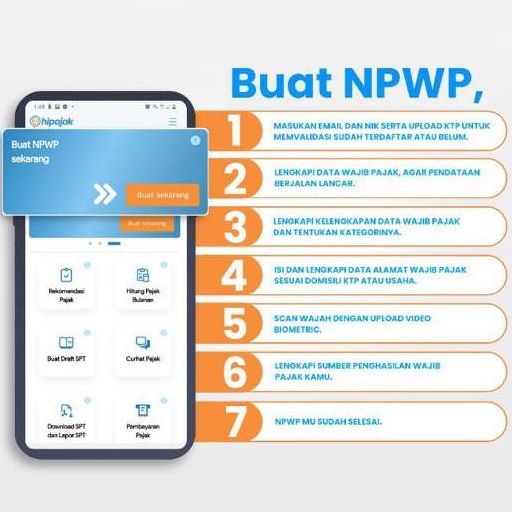 Buat NPWP,
1:48
hipajak
Buat NPWP
sekarang
Buat sekarang
Buat sekarang
Rekomendasi
Pajak
Hitung Pajak
Bulanan
Buat Draft SPT
Curhat Pajak
Download SPT
dan Lapor SPT
Pembayaran
Pajak
1
MASUKAN EMAIL DAN NIK SERTA UPLOAD KTP UNTUK
MEMVALIDASI SUDAH TERDAFTAR ATAU BELUM.
2
LENGKAPI DATA WAJIB PAJAK, AGAR PENDATAAN
BERJALAN LANCAR.
3
LENGKAPI KELENGKAPAN DATA WAJIB PAJAK
DAN TENTUKAN KATEGORINYA.
4
ISI DAN LENGKAPI DATA ALAMAT WAJIB PAJAK
SESUAI DOMISILI KTP ATAU USAHA.
5
SCAN WAJAH DENGAN UPLOAD VIDEO
BIOMETRIC.
6
LENGKAPI SUMBER PENGHASILAN WAJIB
PAJAK KAMU.
7
NPWP MU SUDAH SELESAI.